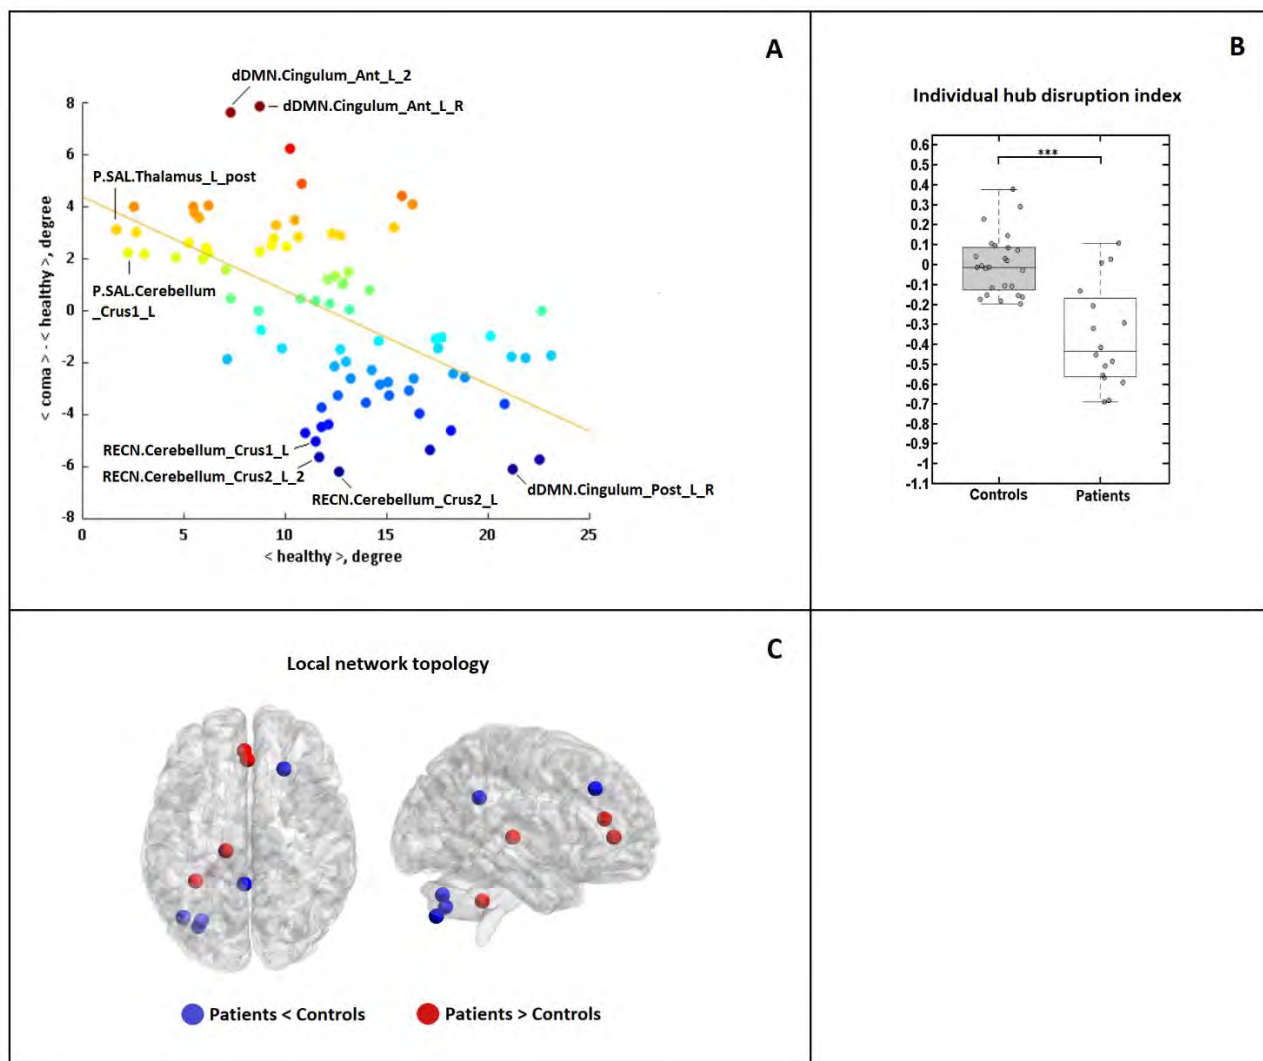 A
dDMN.Cingulum_Ant_L_2
dDMN.Cingulum_Ant_L_R
P.SAL.Thalamus_L_post
P.SAL.Cerebellum
_Crus1_L
RECN.Cerebellum_Crus1_L
RECN.Cerebellum_Crus2_L_2
RECN.Cerebellum_Crus2_L
dDMN.Cingulum_Post_L_R
< coma > - < healthy >, degree
8
6
4
2
0
-2
-4
-6
-8
0 5 10 15 20 25
< healthy >, degree
B
Individual hub disruption index
***
0.6
0.5
0.4
0.3
0.2
0.1
0
-0.1
-0.2
-0.3
-0.4
-0.5
-0.6
-0.7
-0.8
-0.9
-1
-1.1
Controls Patients
C
Local network topology
Patients < Controls Patients > Controls